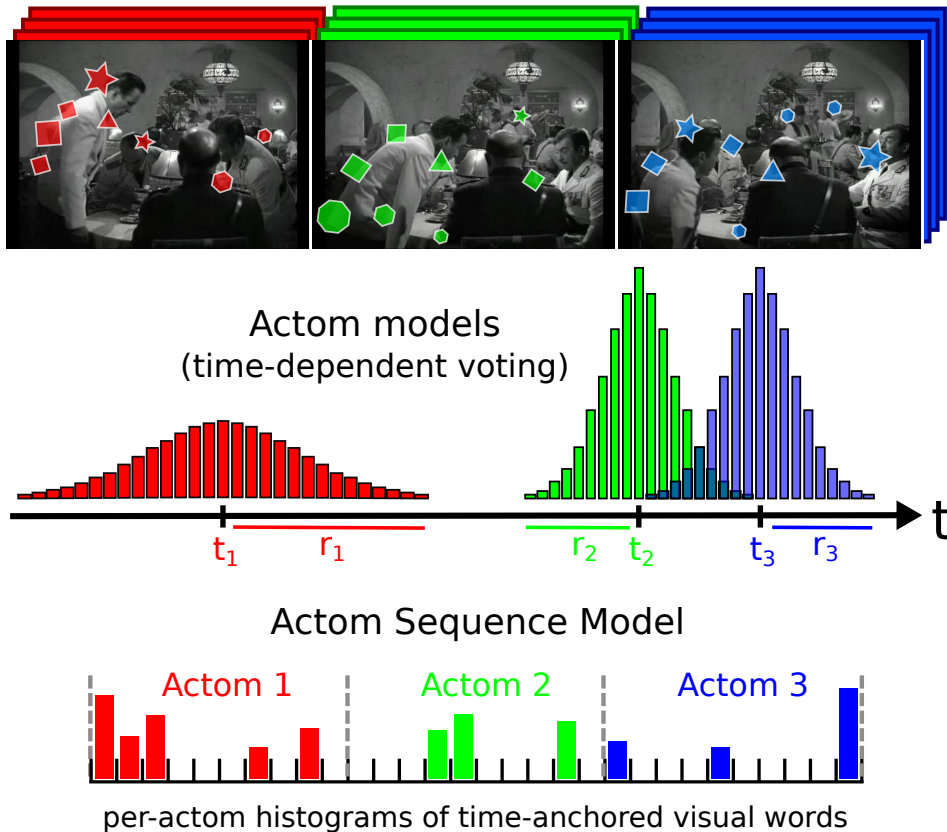 Actom models
(time-dependent voting)
t
t₁ r₁ r₂ t₂ t₃ r₃
Actom Sequence Model
Actom 1 Actom 2 Actom 3
per-actom histograms of time-anchored visual words